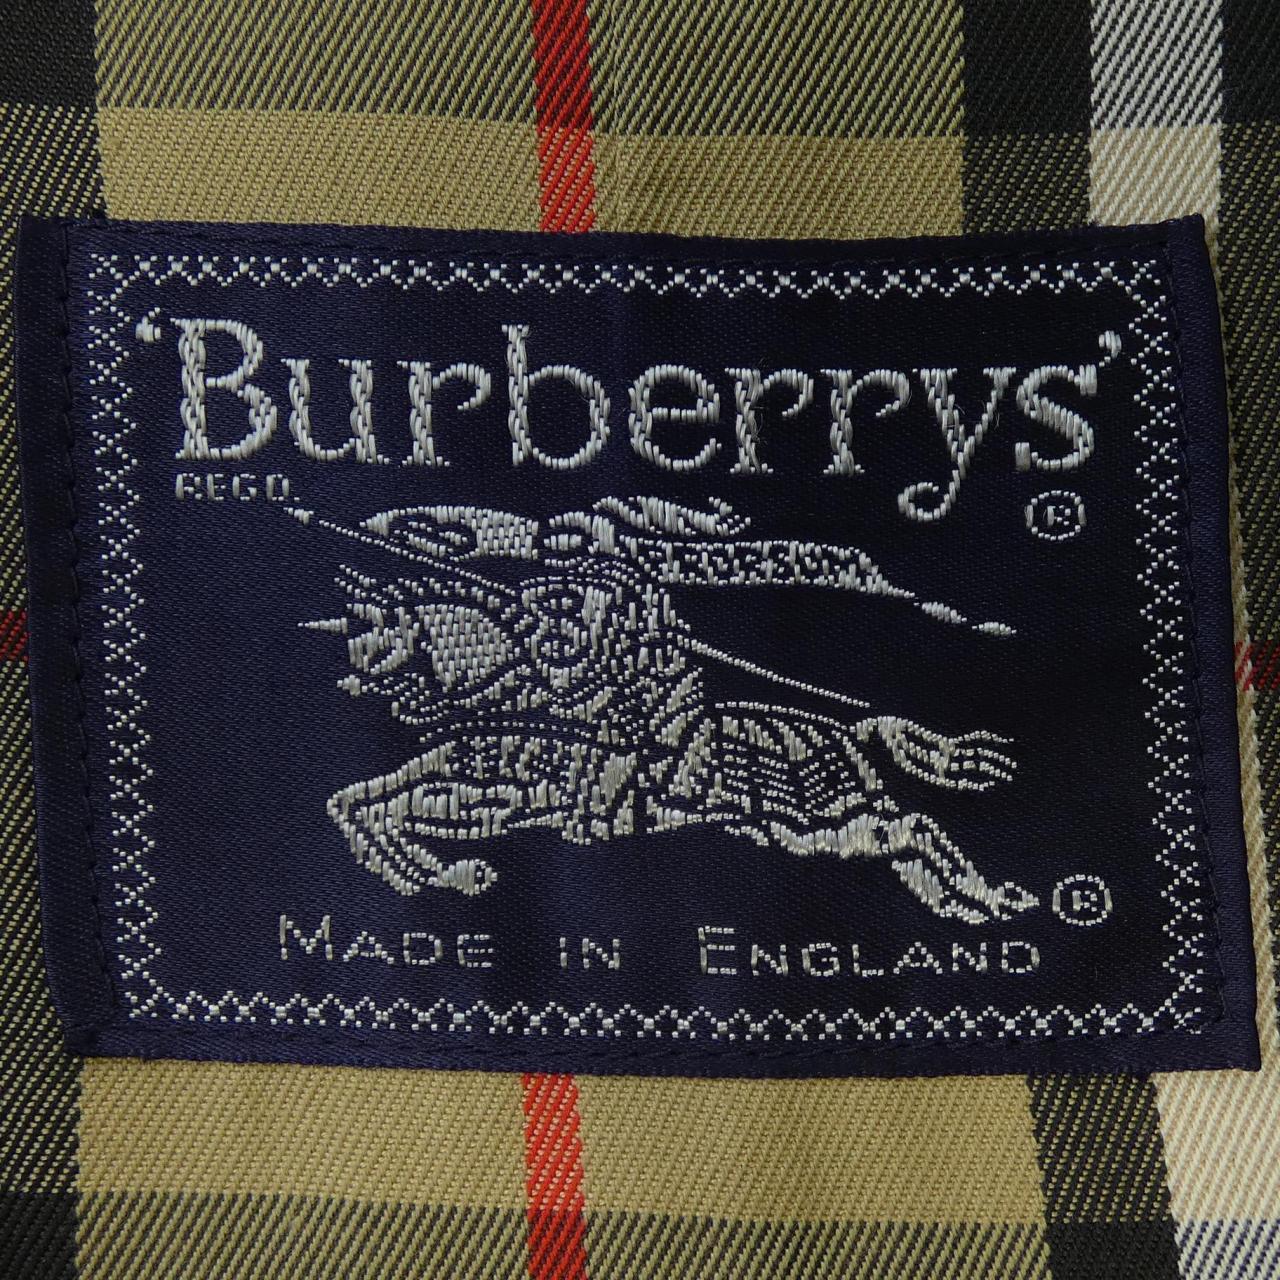 ‘Burberrys’
REGD.
®
®
MADE IN ENGLAND